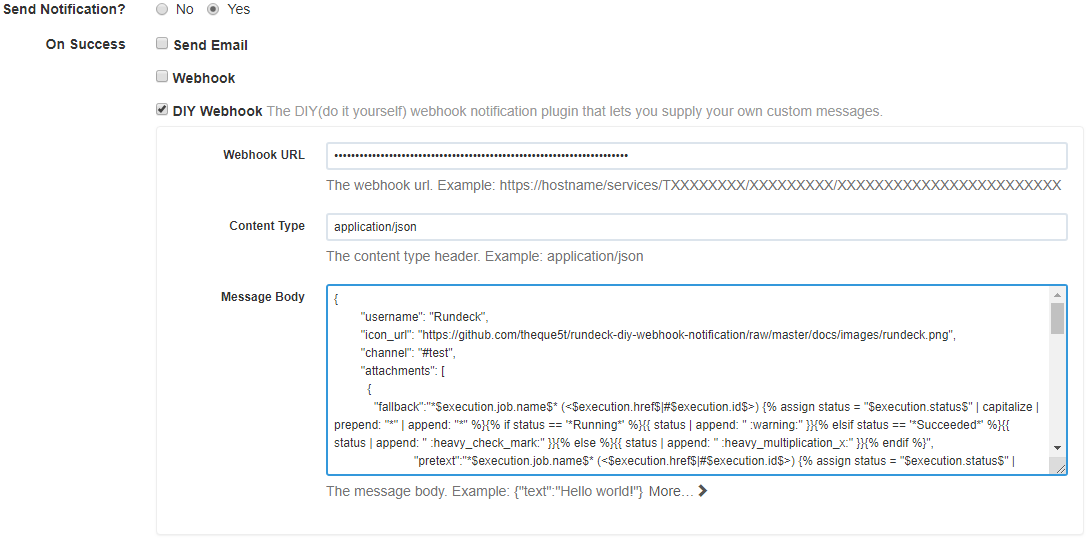 Send Notification? No Yes
On Success Send Email
Webhook
DIY Webhook The DIY(do it yourself) webhook notification plugin that lets you supply your own custom messages.
Webhook URL ••••••••••••••••••••••••••••••••••••••••••••••••••••••••••••••••••••••
The webhook url. Example: https://hostname/services/TXXXXXXXX/XXXXXXXXX/XXXXXXXXXXXXXXXXXXXXXXXX
Content Type application/json
The content type header. Example: application/json
Message Body {
"username": "Rundeck",
"icon_url": "https://github.com/theque5t/rundeck-diy-webhook-notification/raw/master/docs/images/rundeck.png",
"channel": "#test",
"attachments": [
{
"fallback":"*$execution.job.name$* (<$execution.href$|#$execution.id$>) {% assign status = "$execution.status$" | capitalize |
prepend: "*" | append: "*" %}{% if status == '*Running*' %}{{ status | append: " :warning:" }}{% elsif status == '*Succeeded*' %}{{
status | append: " :heavy_check_mark:" }}{% else %}{{ status | append: " :heavy_multiplication_x:" }}{% endif %}",
"pretext":"*$execution.job.name$* (<$execution.href$|#$execution.id$>) {% assign status = "$execution.status$" |
The message body. Example: {"text":"Hello world!"} More...